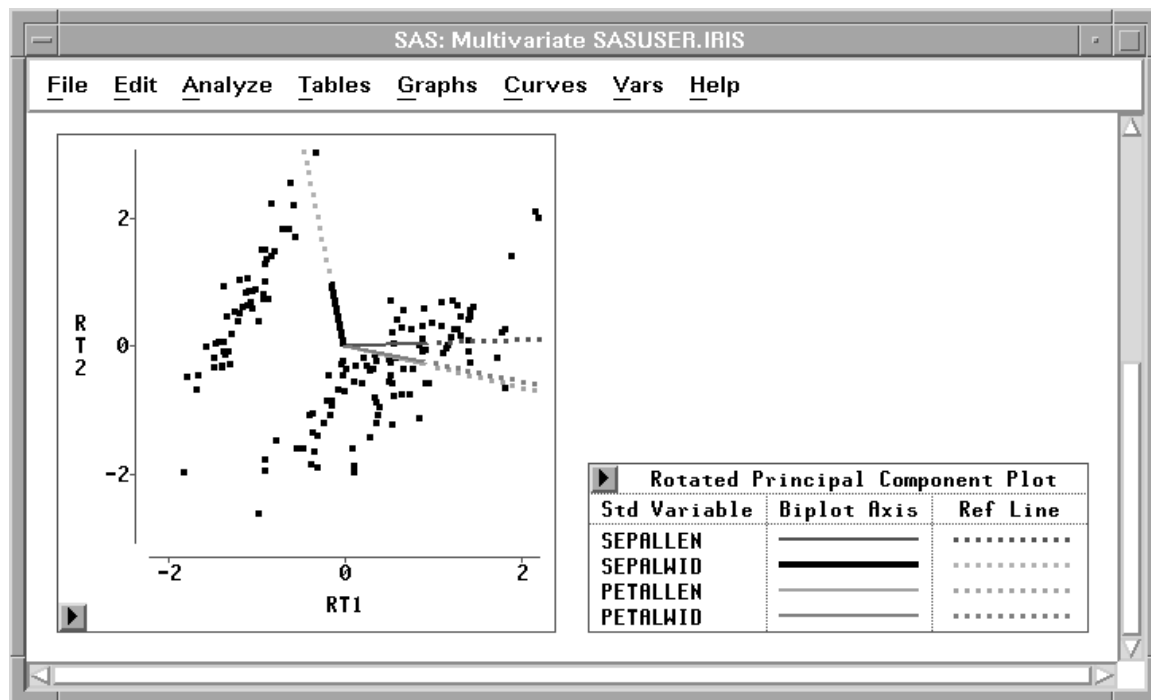 SAS: Multivariate SASUSER.IRIS
File Edit Analyze Tables Graphs Curves Vars Help
2
0
-2
R
T
2
-2 0 2
RT1
Rotated Principal Component Plot
Std Variable Biplot Axis Ref Line
SEPALLEN
SEPALWID
PETALLEN
PETALWID